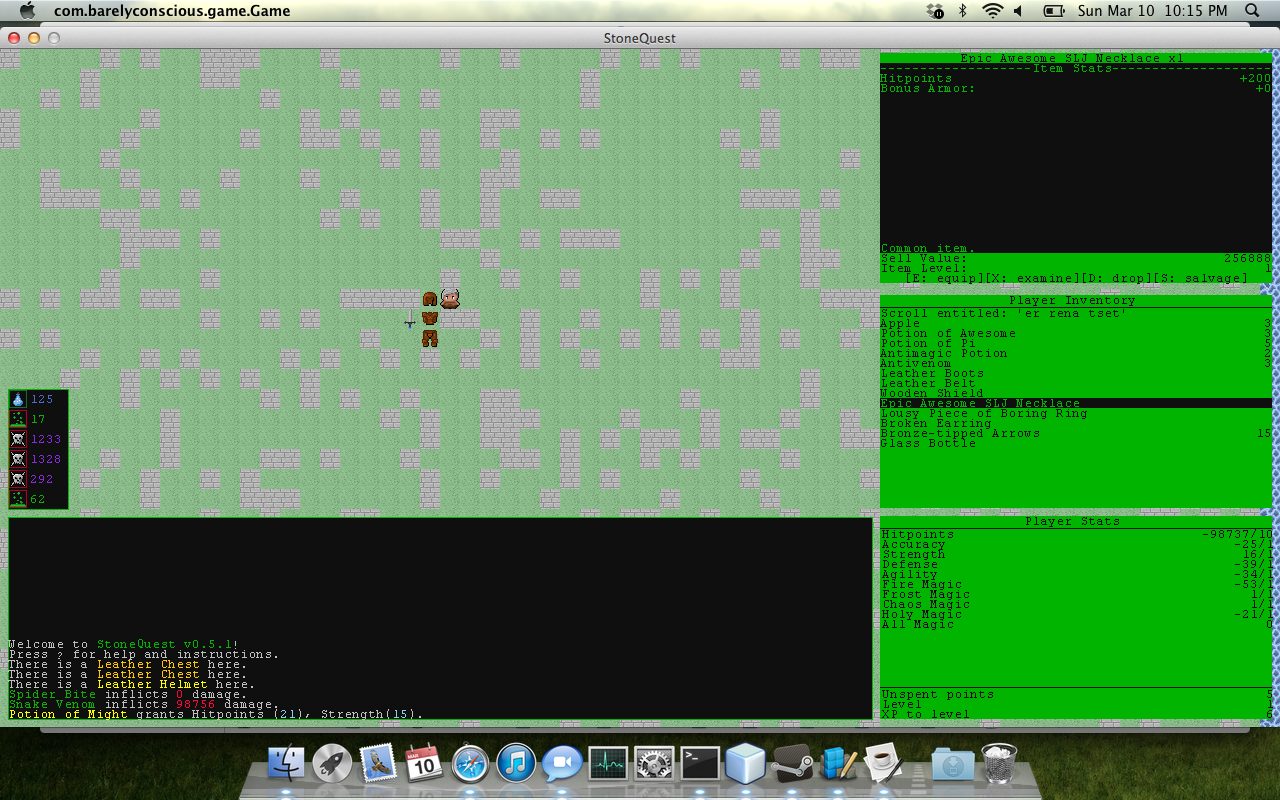 com.barelyconscious.game.Game
Sun Mar 10 10:15 PM
StoneQuest
Epic Awesome SLJ Necklace x1
Item Stats
Hitpoints +200
Bonus Armor: +0
Common item.
Sell Value: 256888
Item Level: 1
[E: equip][X: examine][D: drop][S: salvage]
Player Inventory
Scroll entitled: 'er rena tset'
Apple 3
Potion of Awesome 3
Potion of Pi 5
Antimagic Potion 2
Antivenom 3
Leather Boots
Leather Belt
Wooden Shield
Epic Awesome SLJ Necklace
Lousy Piece of Boring Ring
Broken Earring
Bronze-tipped Arrows 15
Glass Bottle
125
17
1233
1328
292
62
Player Stats
Hitpoints -98737/10
Accuracy -25/1
Strength 16/1
Defense -39/1
Agility -34/1
Fire Magic -53/1
Frost Magic 1/1
Chaos Magic 1/1
Holy Magic -21/1
All Magic 0
Unspent points 5
Level 1
XP to level
Welcome to StoneQuest v0.5.1!
Press ? for help and instructions.
There is a Leather Chest here.
There is a Leather Chest here.
There is a Leather Helmet here.
Spider Bite inflicts 0 damage.
Snake Venom inflicts 98756 damage.
Potion of Might grants Hitpoints (21), Strength(15).
MAR
10